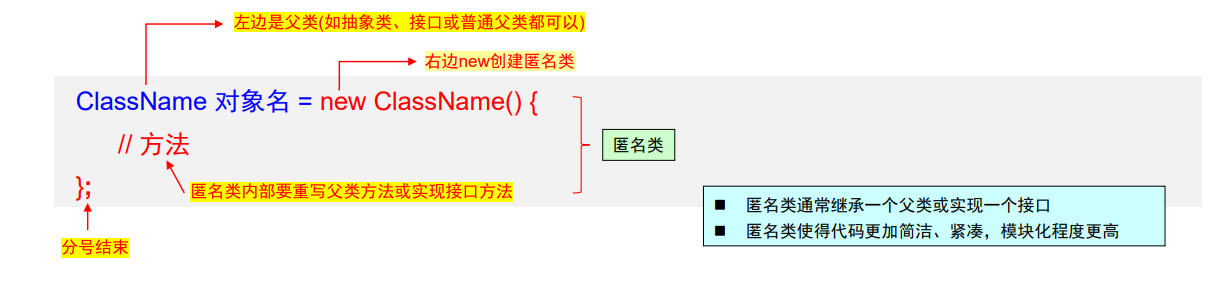 左边是父类(如抽象类、接口或普通父类都可以)
右边new创建匿名类
ClassName 对象名 = new ClassName() {
// 方法
匿名类
匿名类内部要重写父类方法或实现接口方法
};
■ 匿名类通常继承一个父类或实现一个接口
■ 匿名类使得代码更加简洁、紧凑，模块化程度更高
分号结束